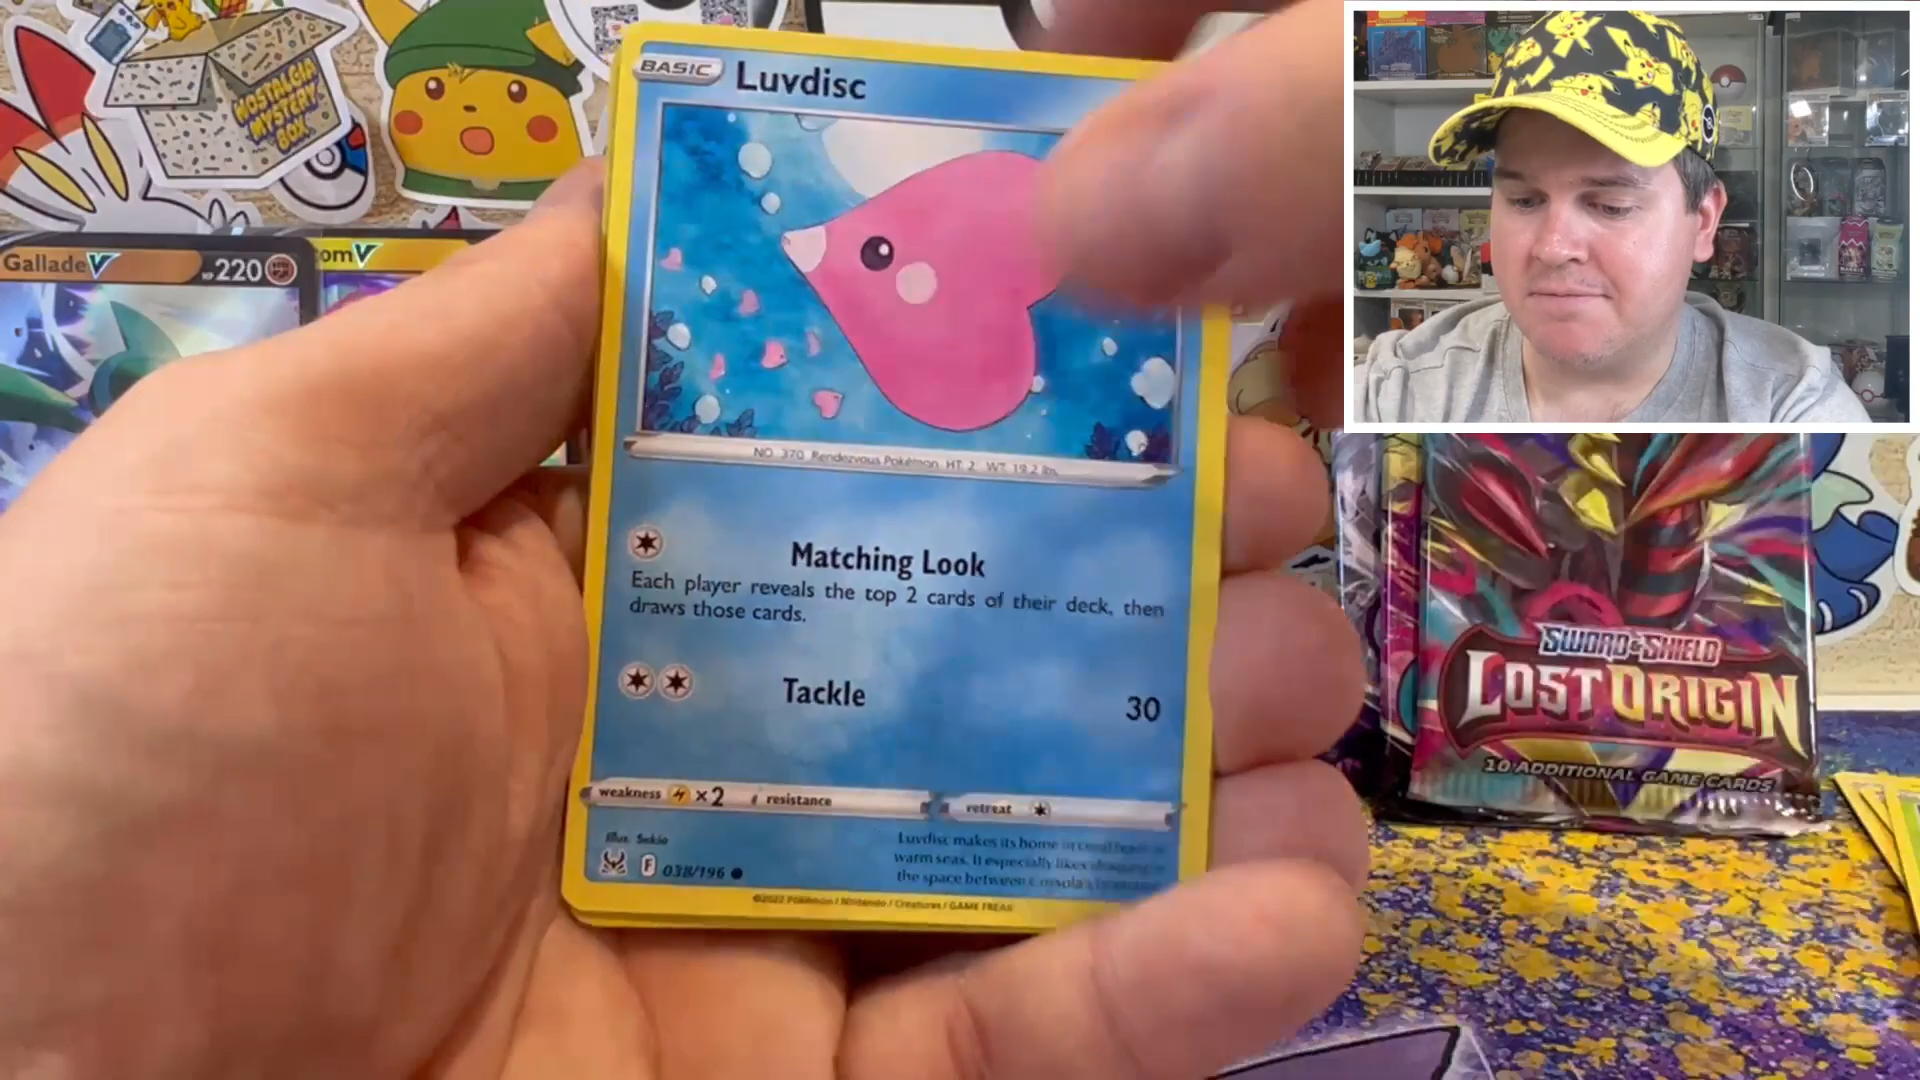 NOSTALGIA
MYSTERY
BOX
Gallade V
HP 220
om V
BASIC
Luvdisc
NO. 370 Rendezvous Pokémon HT: 2 WT: 19.2 lbs.
Matching Look
Each player reveals the top 2 cards of their deck, then
draws those cards.
Tackle
30
weakness ×2 resistance
retreat
Illus. Sekio
F 038/196
Luvdisc makes its home in
warm seas. It especially likes
the space between
©2022 Pokémon / Nintendo / Creatures / GAME FREAK
SWORD & SHIELD
LOST ORIGIN
10 ADDITIONAL GAME CARDS